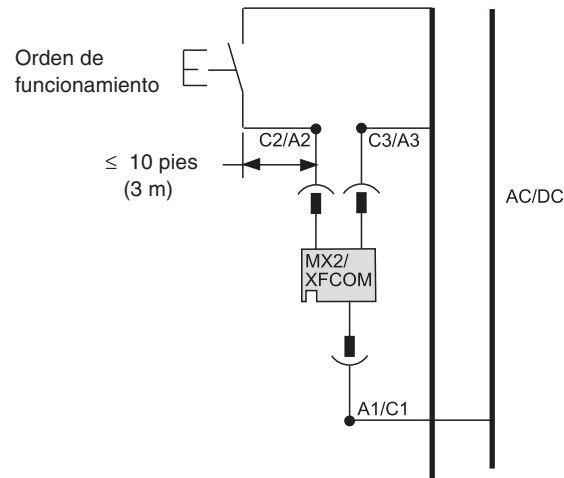 Orden de
funcionamiento
C2/A2
C3/A3
≤ 10 pies
(3 m)
AC/DC
MX2/
XFCOM
A1/C1